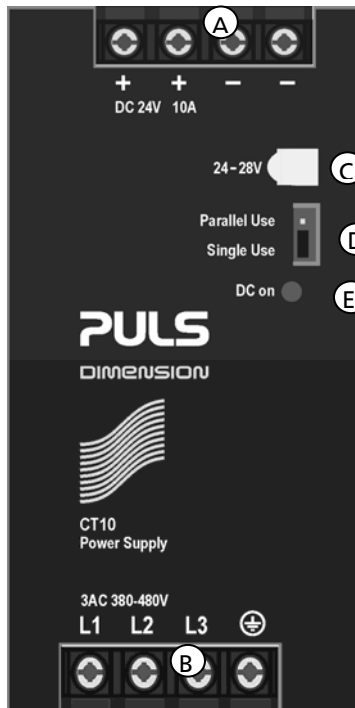 A
+ + − −
DC 24V 10A
24–28V
C
Parallel Use
D
Single Use
DC on
E
PULS
DIMENSION
CT10
Power Supply
3AC 380-480V
L1 L2 L3
B